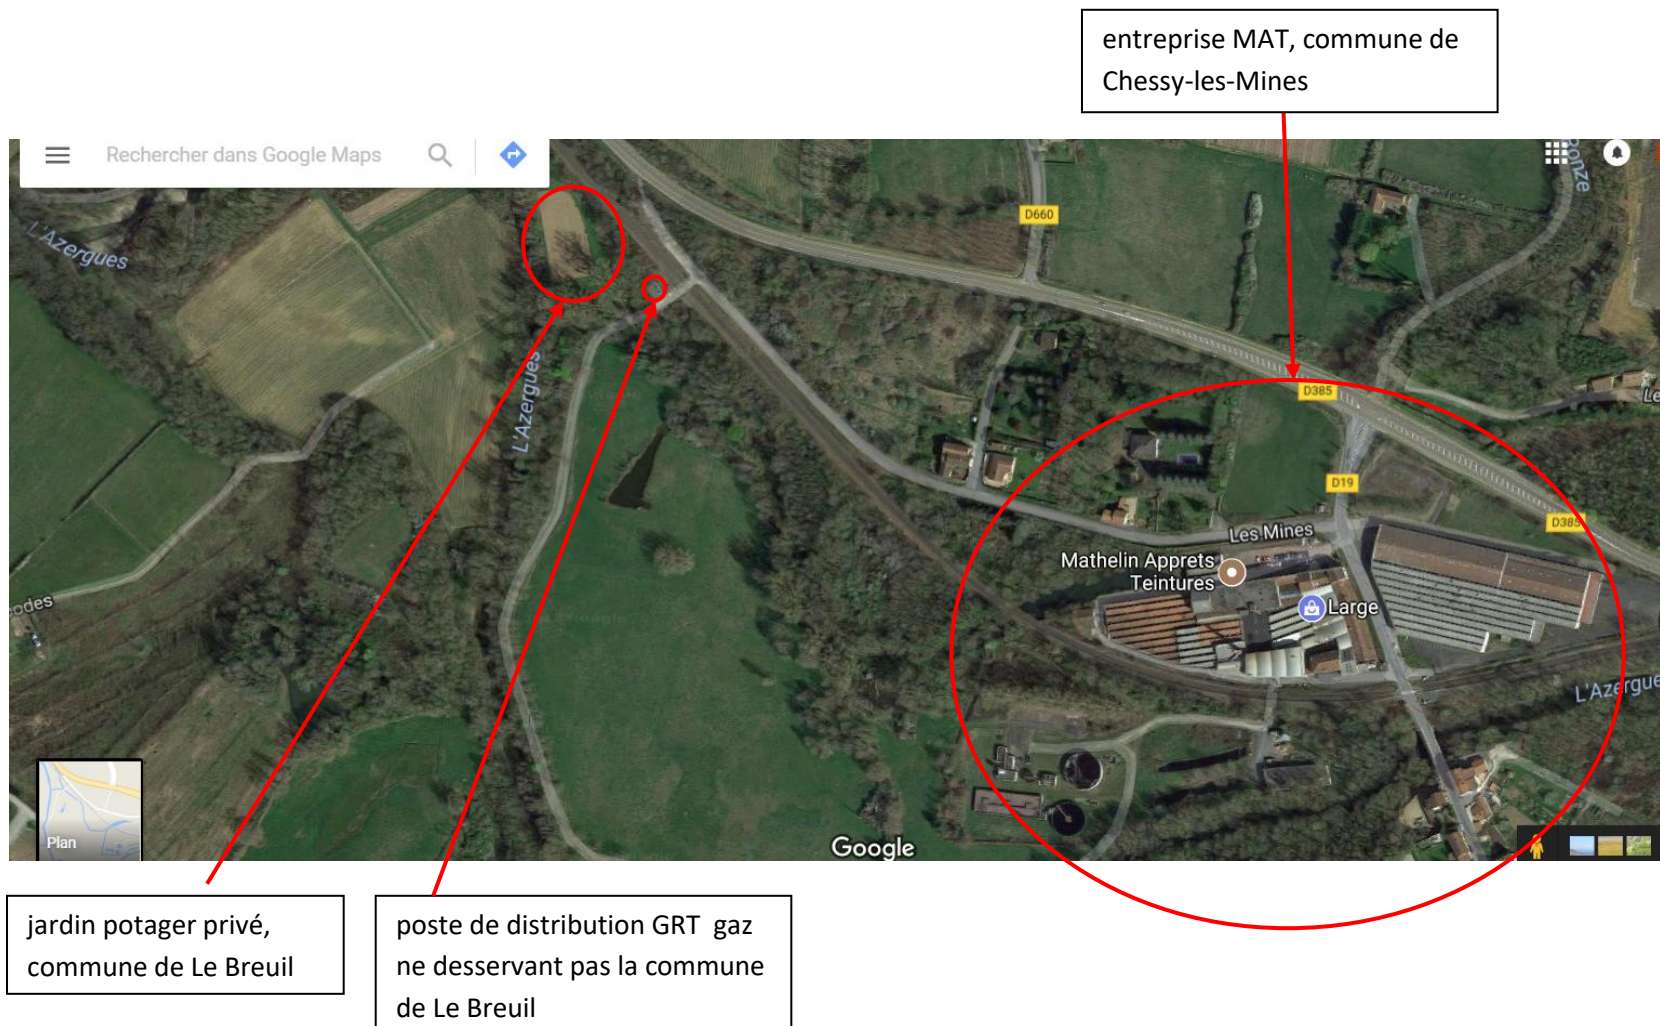 entreprise MAT, commune de
Chessy-les-Mines
Rechercher dans Google Maps
L'Azergues
D660
L'Azergues
D385
Le
D19
D385
Les Mines
Mathelin Apprets
Teintures
Large
odes
L'Azergue
Plan
Google
jardin potager privé,
commune de Le Breuil
poste de distribution GRT gaz
ne desservant pas la commune
de Le Breuil